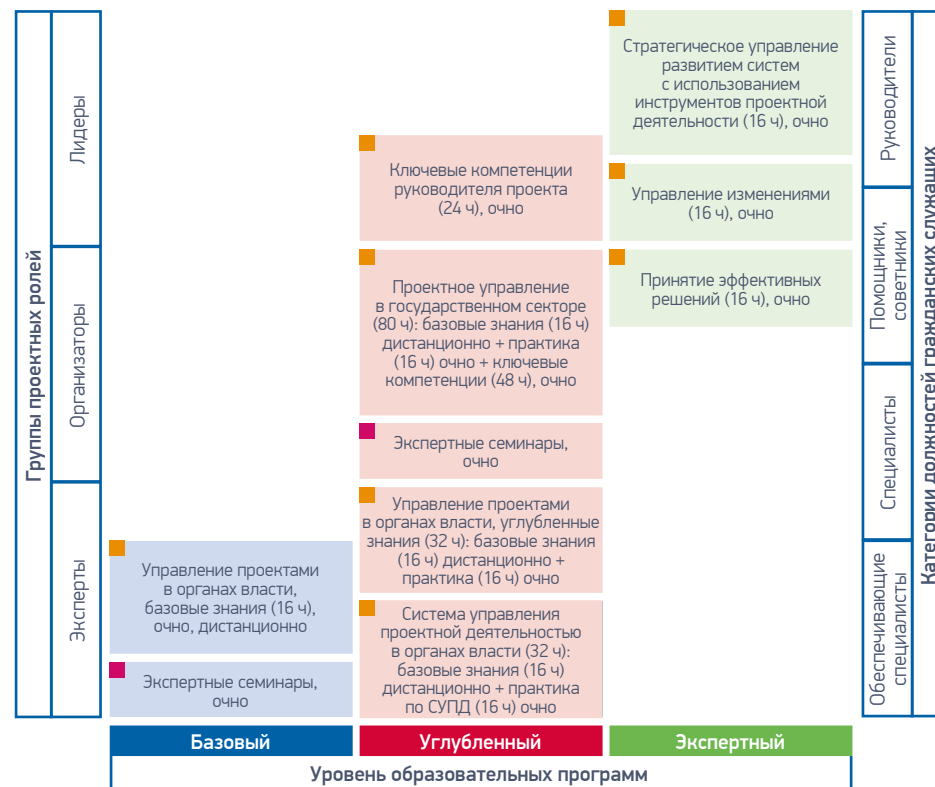 Группы проектных ролей
Лидеры
Организаторы
Эксперты
Управление проектами
в органах власти,
базовые знания (16 ч),
очно, дистанционно
Экспертные семинары,
очно
Ключевые компетенции
руководителя проекта
(24 ч), очно
Проектное управление
в государственном секторе
(80 ч): базовые знания (16 ч)
дистанционно + практика
(16 ч) очно + ключевые
компетенции (48 ч), очно
Экспертные семинары,
очно
Управление проектами
в органах власти, углубленные
знания (32 ч): базовые знания
(16 ч) дистанционно +
практика (16 ч) очно
Система управления
проектной деятельностью
в органах власти (32 ч):
базовые знания (16 ч)
дистанционно + практика
по СУПД (16 ч) очно
Стратегическое управление
развитием систем
с использованием
инструментов проектной
деятельности (16 ч), очно
Управление изменениями
(16 ч), очно
Принятие эффективных
решений (16 ч), очно
Руководители
Помощники,
советники
Специалисты
Обеспечивающие
специалисты
Категории должностей гражданских служащих
Базовый
Углубленный
Экспертный
Уровень образовательных программ